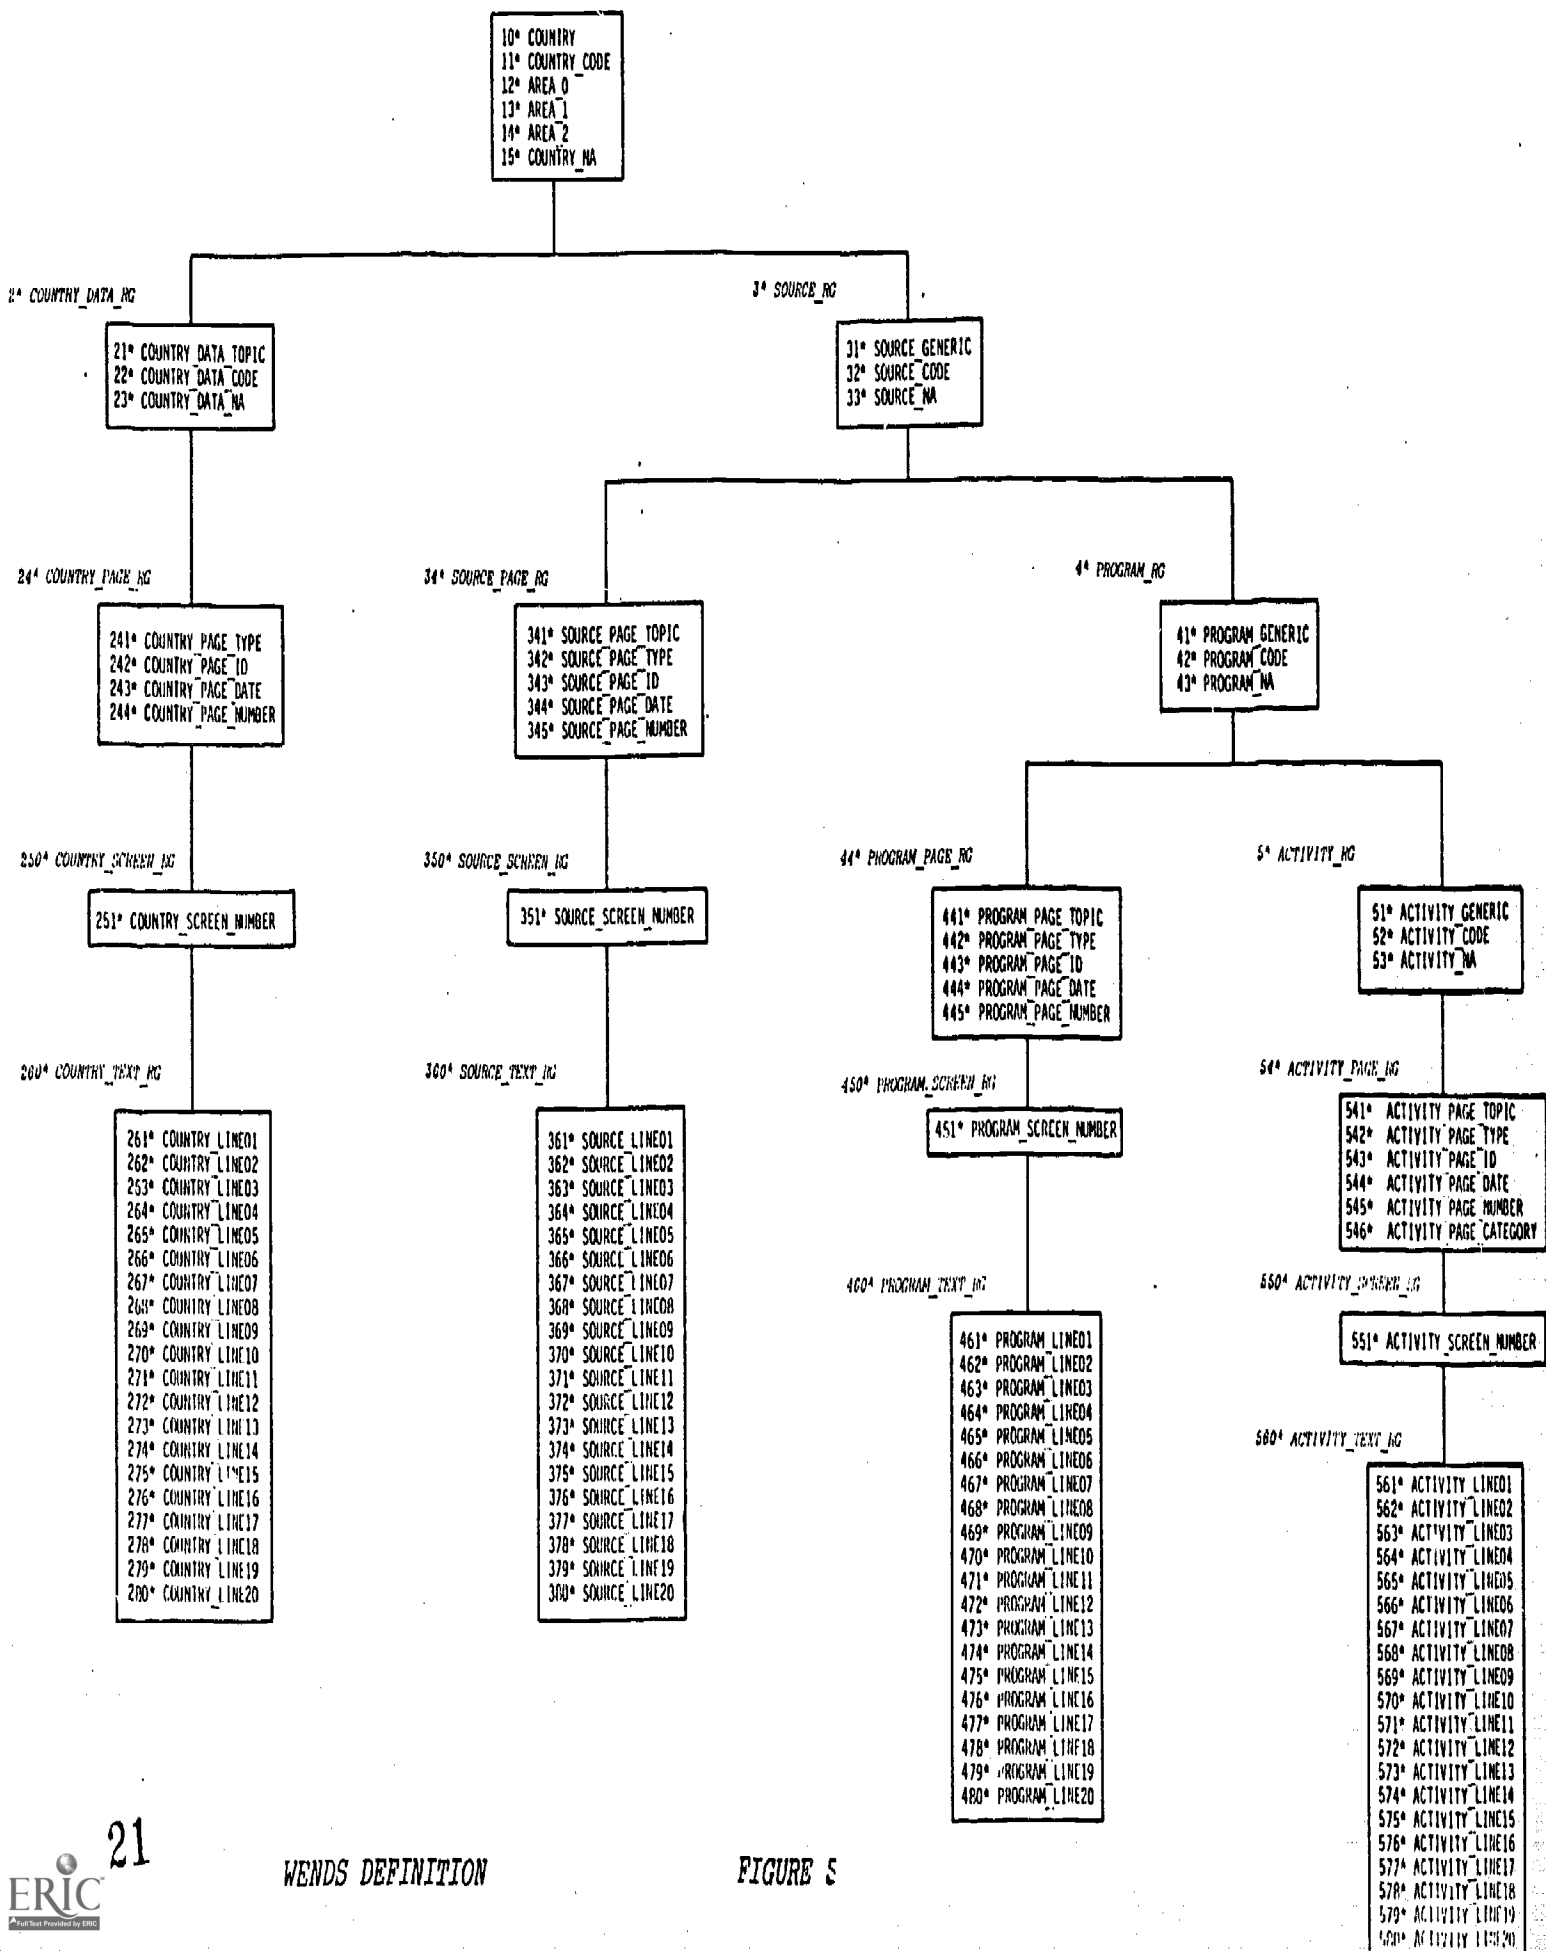 10* COUNTRY
11* COUNTRY_CODE
12* AREA_0
13* AREA_1
14* AREA_2
15* COUNTRY_NA
2* COUNTRY_DATA_RG
21* COUNTRY_DATA_TOPIC
22* COUNTRY_DATA_CODE
23* COUNTRY_DATA_NA
3* SOURCE_RG
31* SOURCE_GENERIC
32* SOURCE_CODE
33* SOURCE_NA
24* COUNTRY_PAGE_RG
241* COUNTRY_PAGE_TYPE
242* COUNTRY_PAGE_ID
243* COUNTRY_PAGE_DATE
244* COUNTRY_PAGE_NUMBER
34* SOURCE_PAGE_RG
341* SOURCE_PAGE_TOPIC
342* SOURCE_PAGE_TYPE
343* SOURCE_PAGE_ID
344* SOURCE_PAGE_DATE
345* SOURCE_PAGE_NUMBER
4* PROGRAM_RG
41* PROGRAM_GENERIC
42* PROGRAM_CODE
43* PROGRAM_NA
250* COUNTRY_SCREEN_RG
251* COUNTRY_SCREEN_NUMBER
350* SOURCE_SCREEN_RG
351* SOURCE_SCREEN_NUMBER
44* PROGRAM_PAGE_RG
441* PROGRAM_PAGE_TOPIC
442* PROGRAM_PAGE_TYPE
443* PROGRAM_PAGE_ID
444* PROGRAM_PAGE_DATE
445* PROGRAM_PAGE_NUMBER
5* ACTIVITY_RG
51* ACTIVITY_GENERIC
52* ACTIVITY_CODE
53* ACTIVITY_NA
260* COUNTRY_TEXT_RG
261* COUNTRY_LINE01
262* COUNTRY_LINE02
263* COUNTRY_LINE03
264* COUNTRY_LINE04
265* COUNTRY_LINE05
266* COUNTRY_LINE06
267* COUNTRY_LINE07
268* COUNTRY_LINE08
269* COUNTRY_LINE09
270* COUNTRY_LINE10
271* COUNTRY_LINE11
272* COUNTRY_LINE12
273* COUNTRY_LINE13
274* COUNTRY_LINE14
275* COUNTRY_LINE15
276* COUNTRY_LINE16
277* COUNTRY_LINE17
278* COUNTRY_LINE18
279* COUNTRY_LINE19
280* COUNTRY_LINE20
360* SOURCE_TEXT_RG
361* SOURCE_LINE01
362* SOURCE_LINE02
363* SOURCE_LINE03
364* SOURCE_LINE04
365* SOURCE_LINE05
366* SOURCE_LINE06
367* SOURCE_LINE07
368* SOURCE_LINE08
369* SOURCE_LINE09
370* SOURCE_LINE10
371* SOURCE_LINE11
372* SOURCE_LINE12
373* SOURCE_LINE13
374* SOURCE_LINE14
375* SOURCE_LINE15
376* SOURCE_LINE16
377* SOURCE_LINE17
378* SOURCE_LINE18
379* SOURCE_LINE19
380* SOURCE_LINE20
450* PROGRAM_SCREEN_RG
451* PROGRAM_SCREEN_NUMBER
460* PROGRAM_TEXT_RG
461* PROGRAM_LINE01
462* PROGRAM_LINE02
463* PROGRAM_LINE03
464* PROGRAM_LINE04
465* PROGRAM_LINE05
466* PROGRAM_LINE06
467* PROGRAM_LINE07
468* PROGRAM_LINE08
469* PROGRAM_LINE09
470* PROGRAM_LINE10
471* PROGRAM_LINE11
472* PROGRAM_LINE12
473* PROGRAM_LINE13
474* PROGRAM_LINE14
475* PROGRAM_LINE15
476* PROGRAM_LINE16
477* PROGRAM_LINE17
478* PROGRAM_LINE18
479* PROGRAM_LINE19
480* PROGRAM_LINE20
54* ACTIVITY_PAGE_RG
541* ACTIVITY_PAGE_TOPIC
542* ACTIVITY_PAGE_TYPE
543* ACTIVITY_PAGE_ID
544* ACTIVITY_PAGE_DATE
545* ACTIVITY_PAGE_NUMBER
546* ACTIVITY_PAGE_CATEGORY
550* ACTIVITY_SCREEN_RG
551* ACTIVITY_SCREEN_NUMBER
560* ACTIVITY_TEXT_RG
561* ACTIVITY_LINE01
562* ACTIVITY_LINE02
563* ACTIVITY_LINE03
564* ACTIVITY_LINE04
565* ACTIVITY_LINE05
566* ACTIVITY_LINE06
567* ACTIVITY_LINE07
568* ACTIVITY_LINE08
569* ACTIVITY_LINE09
570* ACTIVITY_LINE10
571* ACTIVITY_LINE11
572* ACTIVITY_LINE12
573* ACTIVITY_LINE13
574* ACTIVITY_LINE14
575* ACTIVITY_LINE15
576* ACTIVITY_LINE16
577* ACTIVITY_LINE17
578* ACTIVITY_LINE18
579* ACTIVITY_LINE19
580* ACTIVITY_LINE20
21
WENDS DEFINITION
FIGURE 5
ERIC
Full Text Provided by ERIC